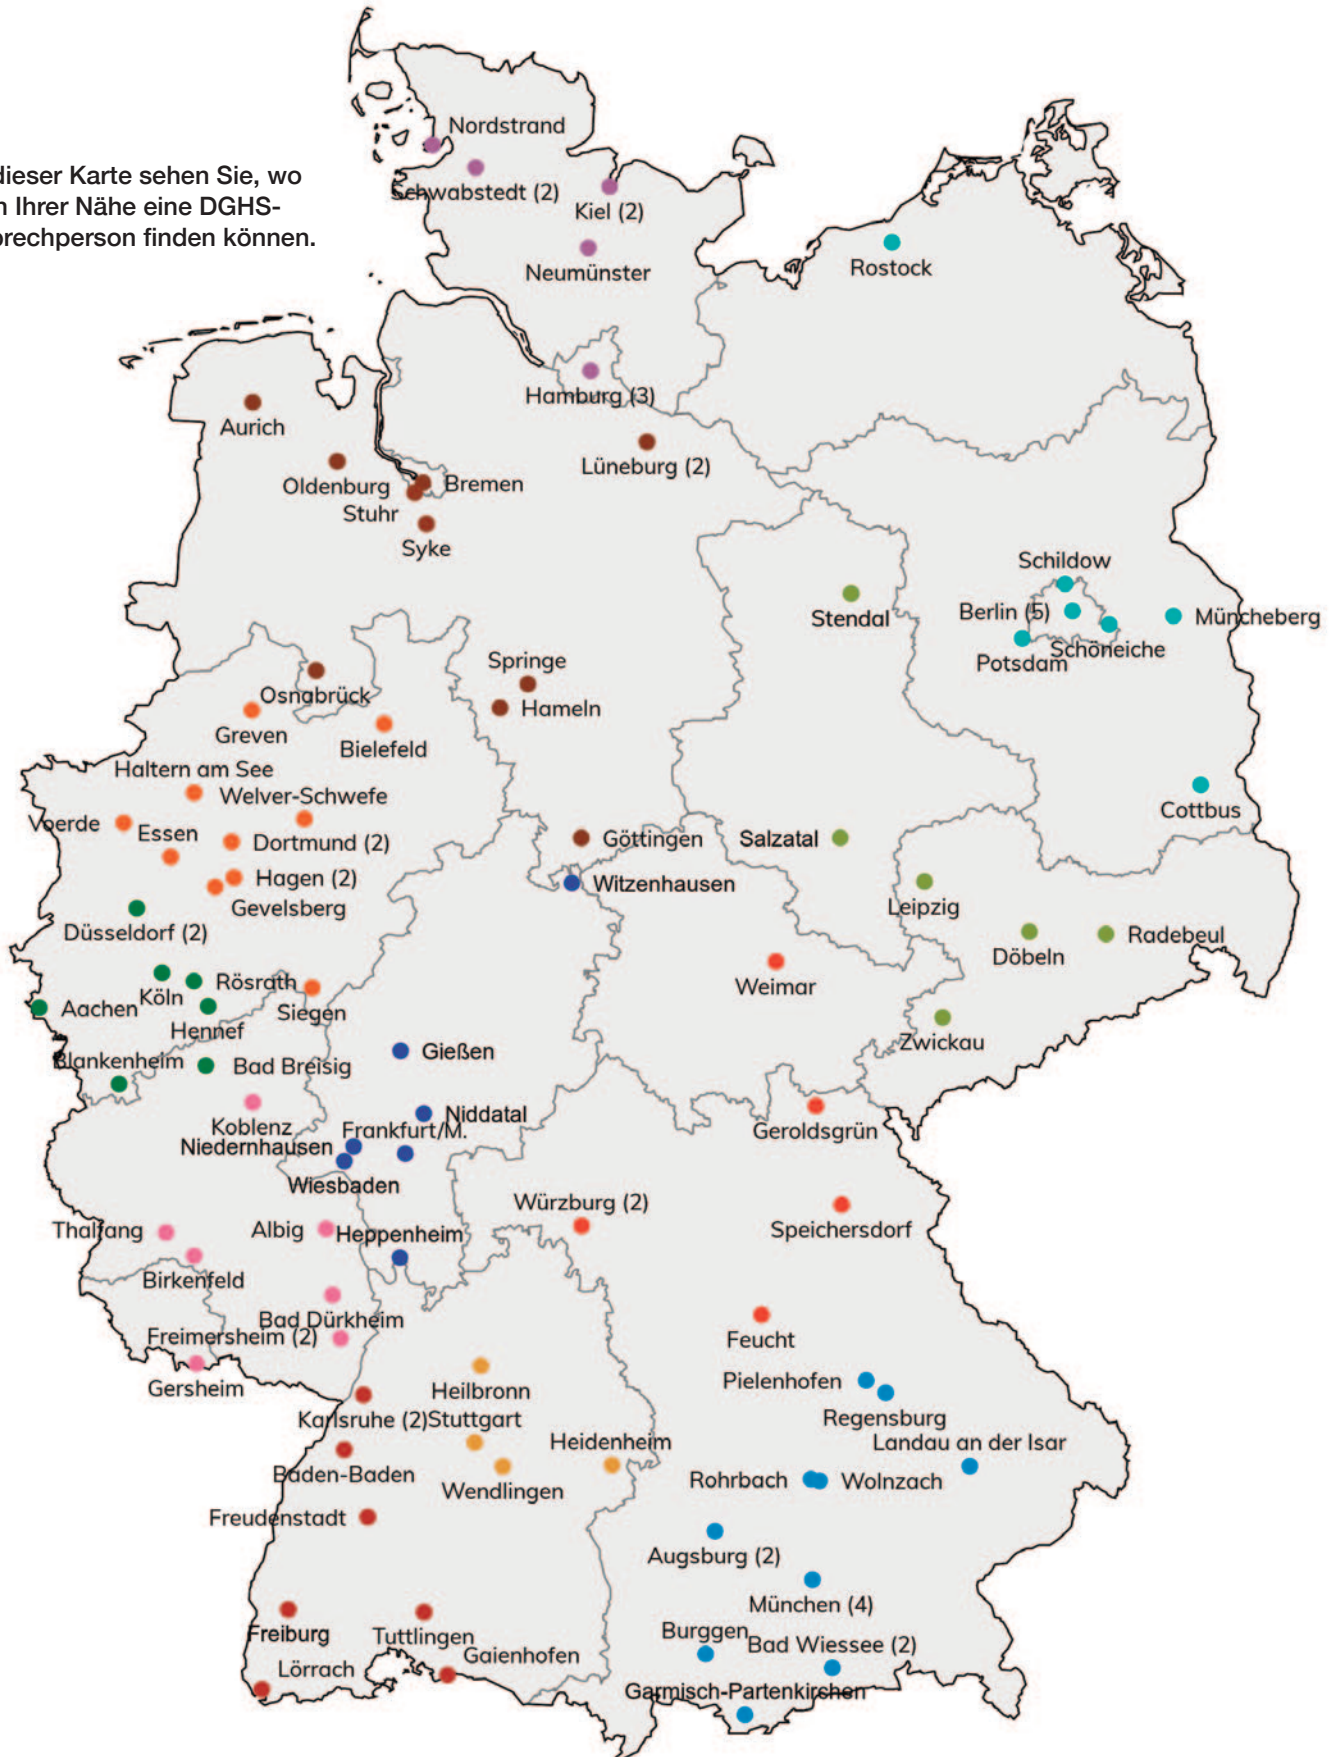 Nordstrand
dieser Karte sehen Sie, wo
Schwabstedt (2)
n Ihrer Nähe eine DGHS-
Kiel (2)
prechperson finden können.
Neumünster
Rostock
Hamburg (3)
Aurich
Lüneburg (2)
Oldenburg
Bremen
Stuhr
Syke
Schildow
Stendal
Berlin (5)
Müncheberg
Schöneiche
Potsdam
Springe
Osnabrück
Hameln
Greven
Bielefeld
Haltern am See
Welver-Schwefe
Cottbus
Voerde
Essen
Dortmund (2)
Göttingen
Salzatal
Hagen (2)
Witzenhausen
Gevelsberg
Leipzig
Düsseldorf (2)
Radebeul
Döbeln
Rösrath
Weimar
Köln
Aachen
Siegen
Hennef
Zwickau
Gießen
Blankenheim
Bad Breisig
Niddatal
Koblenz
Frankfurt/M.
Geroldsgrün
Niedernhausen
Wiesbaden
Würzburg (2)
Thalfang
Albig
Heppenheim
Speichersdorf
Birkenfeld
Bad Dürkheim
Freimersheim (2)
Feucht
Gersheim
Pielenhofen
Heilbronn
Karlsruhe (2)
Stuttgart
Regensburg
Heidenheim
Landau an der Isar
Baden-Baden
Wendlingen
Rohrbach
Wolnzach
Freudenstadt
Augsburg (2)
München (4)
Freiburg
Tuttlingen
Burggen
Bad Wiessee (2)
Gaienhofen
Lörrach
Garmisch-Partenkirchen